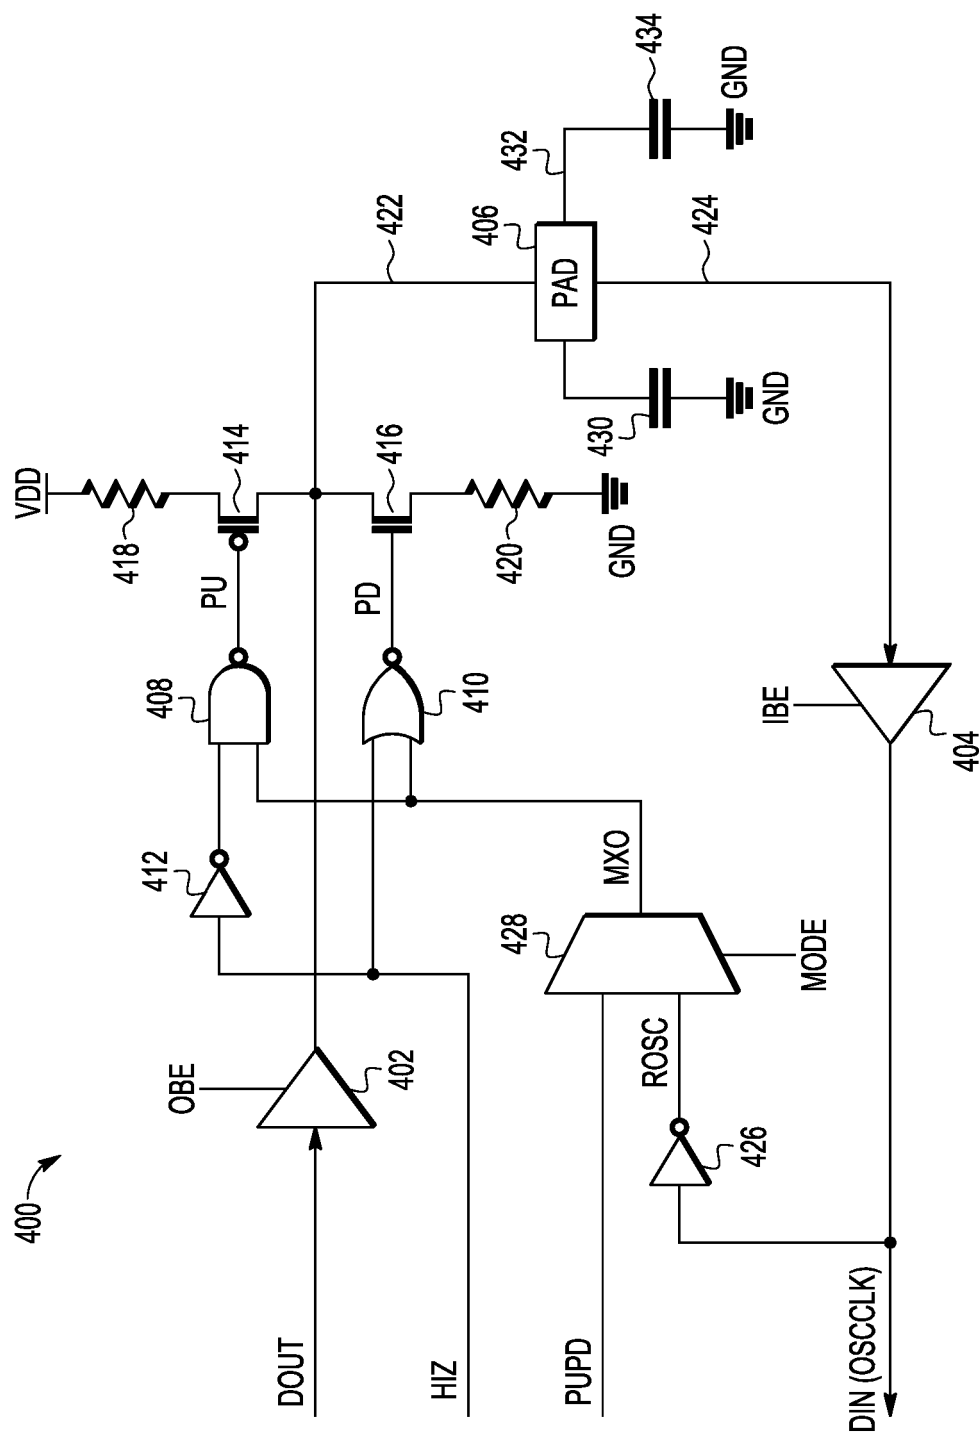 400
DOUT
HIZ
PUPD
DIN (OSCCLK)
OBE
402
412
ROSC
426
428
MODE
MXO
408
410
PU
PD
IBE
404
VDD
418
414
416
420
GND
422
406
PAD
424
430
GND
432
434
GND